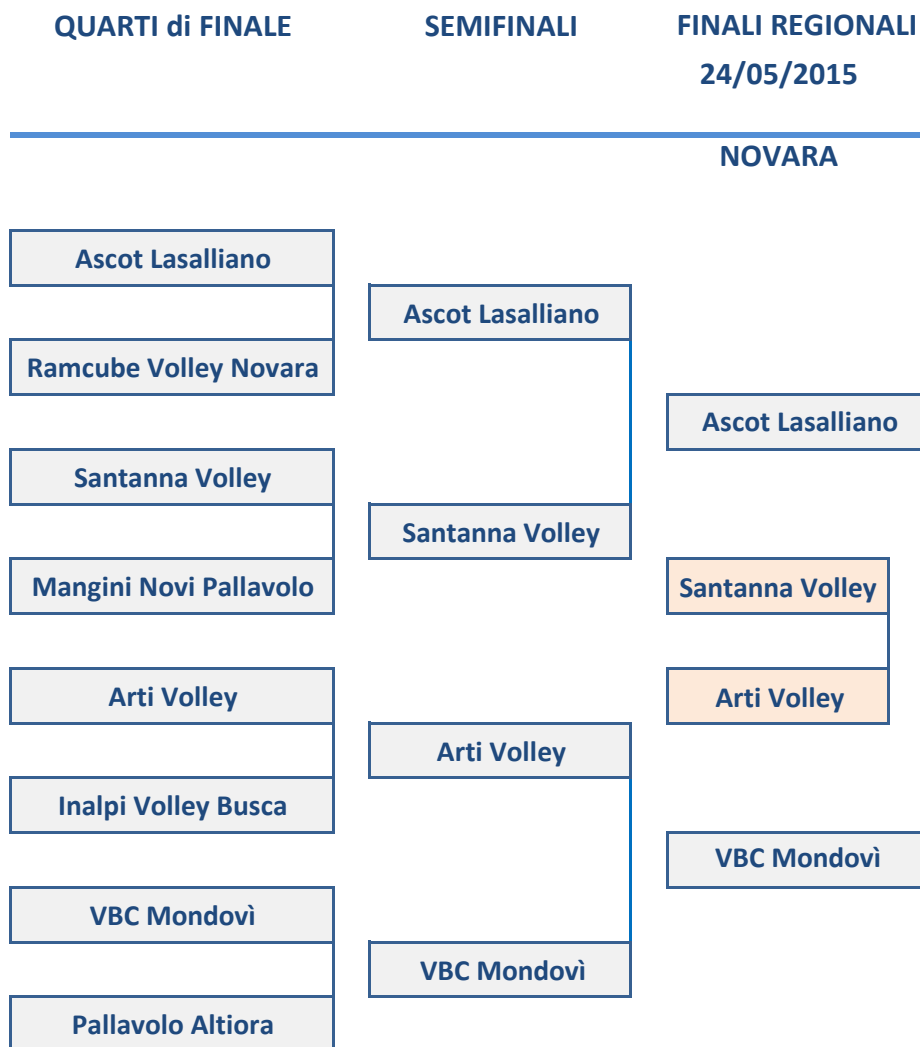 QUARTI di FINALE
SEMIFINALI
FINALI REGIONALI
24/05/2015
NOVARA
Ascot Lasalliano
Ramcube Volley Novara
Santanna Volley
Mangini Novi Pallavolo
Arti Volley
Inalpi Volley Busca
VBC Mondovì
Pallavolo Altiora
Ascot Lasalliano
Santanna Volley
Arti Volley
VBC Mondovì
Ascot Lasalliano
Santanna Volley
Arti Volley
VBC Mondovì